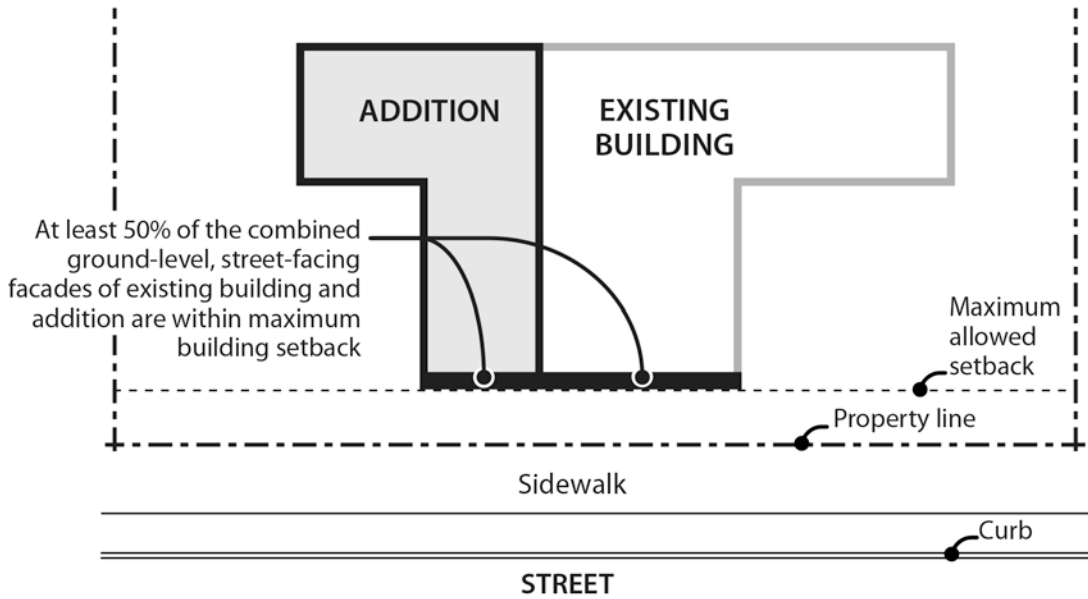 ADDITION
EXISTING
BUILDING
At least 50% of the combined
ground-level, street-facing
facades of existing building and
addition are within maximum
building setback
Maximum
allowed
setback
Property line
Sidewalk
Curb
STREET